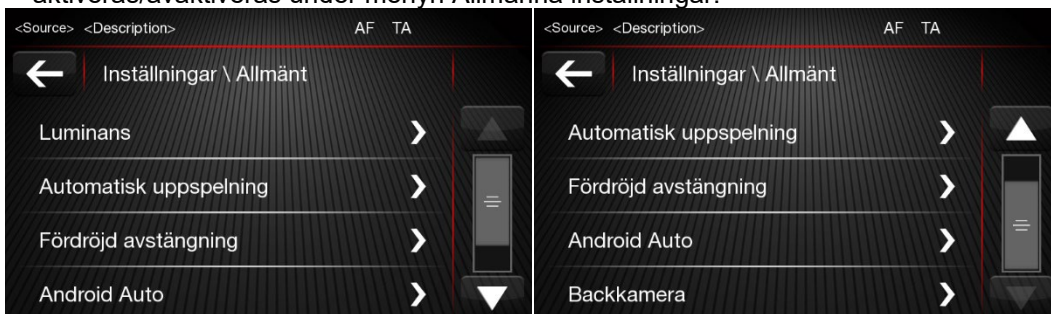 aktiveras/avaktiveras under menyn Allmänna inställningar.
<Source> <Description> AF TA
Inställningar \ Allmänt
Luminans
Automatisk uppspelning
Fördröjd avstängning
Android Auto
<Source> <Description> AF TA
Inställningar \ Allmänt
Automatisk uppspelning
Fördröjd avstängning
Android Auto
Backkamera